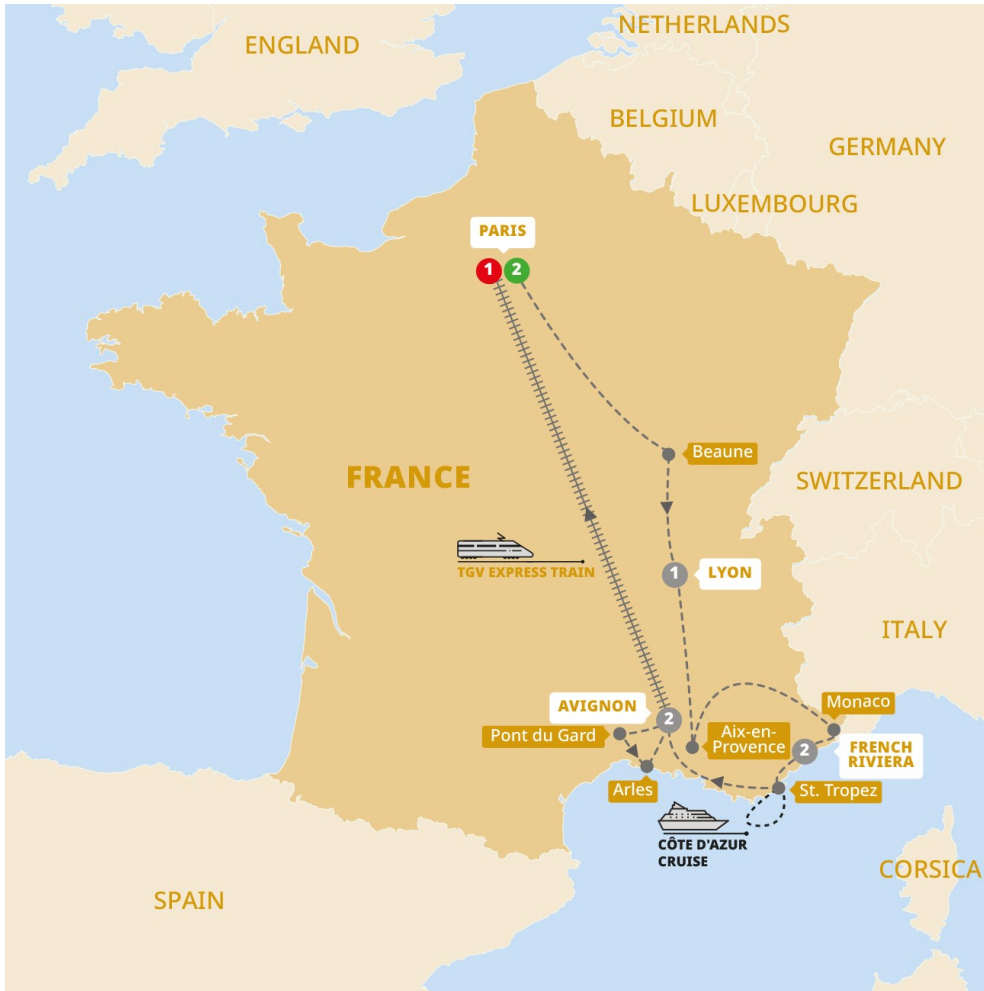 NETHERLANDS
ENGLAND
BELGIUM
GERMANY
LUXEMBOURG
PARIS
1
2
Beaune
FRANCE
SWITZERLAND
TGV EXPRESS TRAIN
1
LYON
ITALY
AVIGNON
2
Monaco
Pont du Gard
Aix-en-
Provence
2
FRENCH
RIVIERA
Arles
St. Tropez
CÔTE D'AZUR
CRUISE
CORSICA
SPAIN